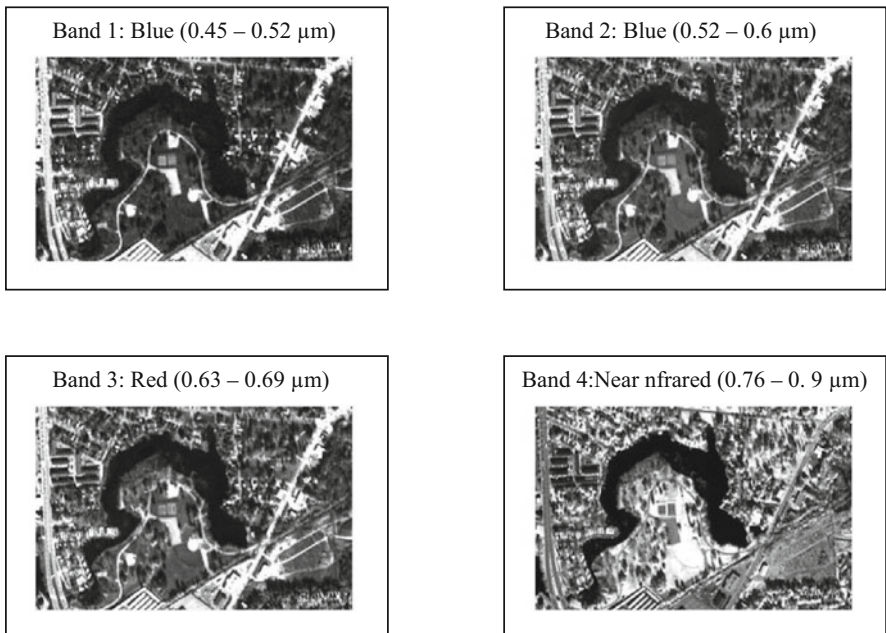 Band 1: Blue (0.45 – 0.52 µm)
Band 2: Blue (0.52 – 0.6 µm)
Band 3: Red (0.63 – 0.69 µm)
Band 4:Near nfrared (0.76 – 0. 9 µm)